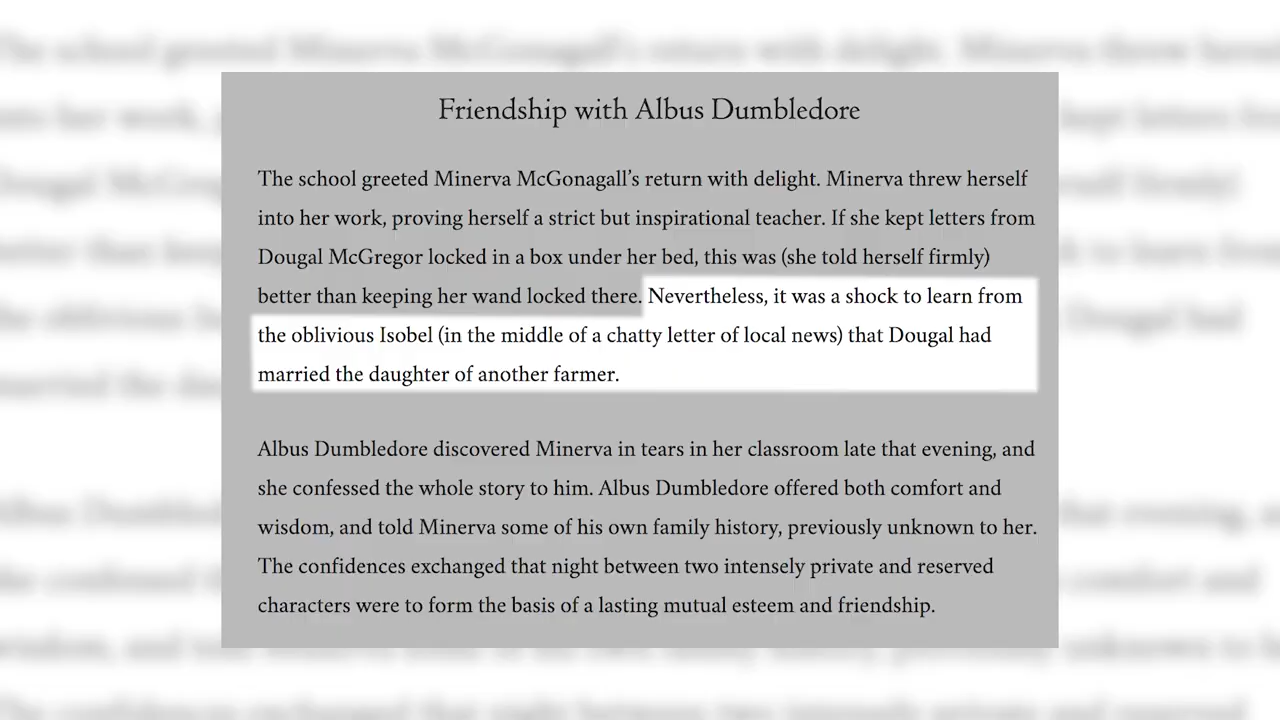 Friendship with Albus Dumbledore
The school greeted Minerva McGonagall’s return with delight. Minerva threw herself
into her work, proving herself a strict but inspirational teacher. If she kept letters from
Dougal McGregor locked in a box under her bed, this was (she told herself firmly)
better than keeping her wand locked there. Nevertheless, it was a shock to learn from
the oblivious Isobel (in the middle of a chatty letter of local news) that Dougal had
married the daughter of another farmer.
Albus Dumbledore discovered Minerva in tears in her classroom late that evening, and
she confessed the whole story to him. Albus Dumbledore offered both comfort and
wisdom, and told Minerva some of his own family history, previously unknown to her.
The confidences exchanged that night between two intensely private and reserved
characters were to form the basis of a lasting mutual esteem and friendship.